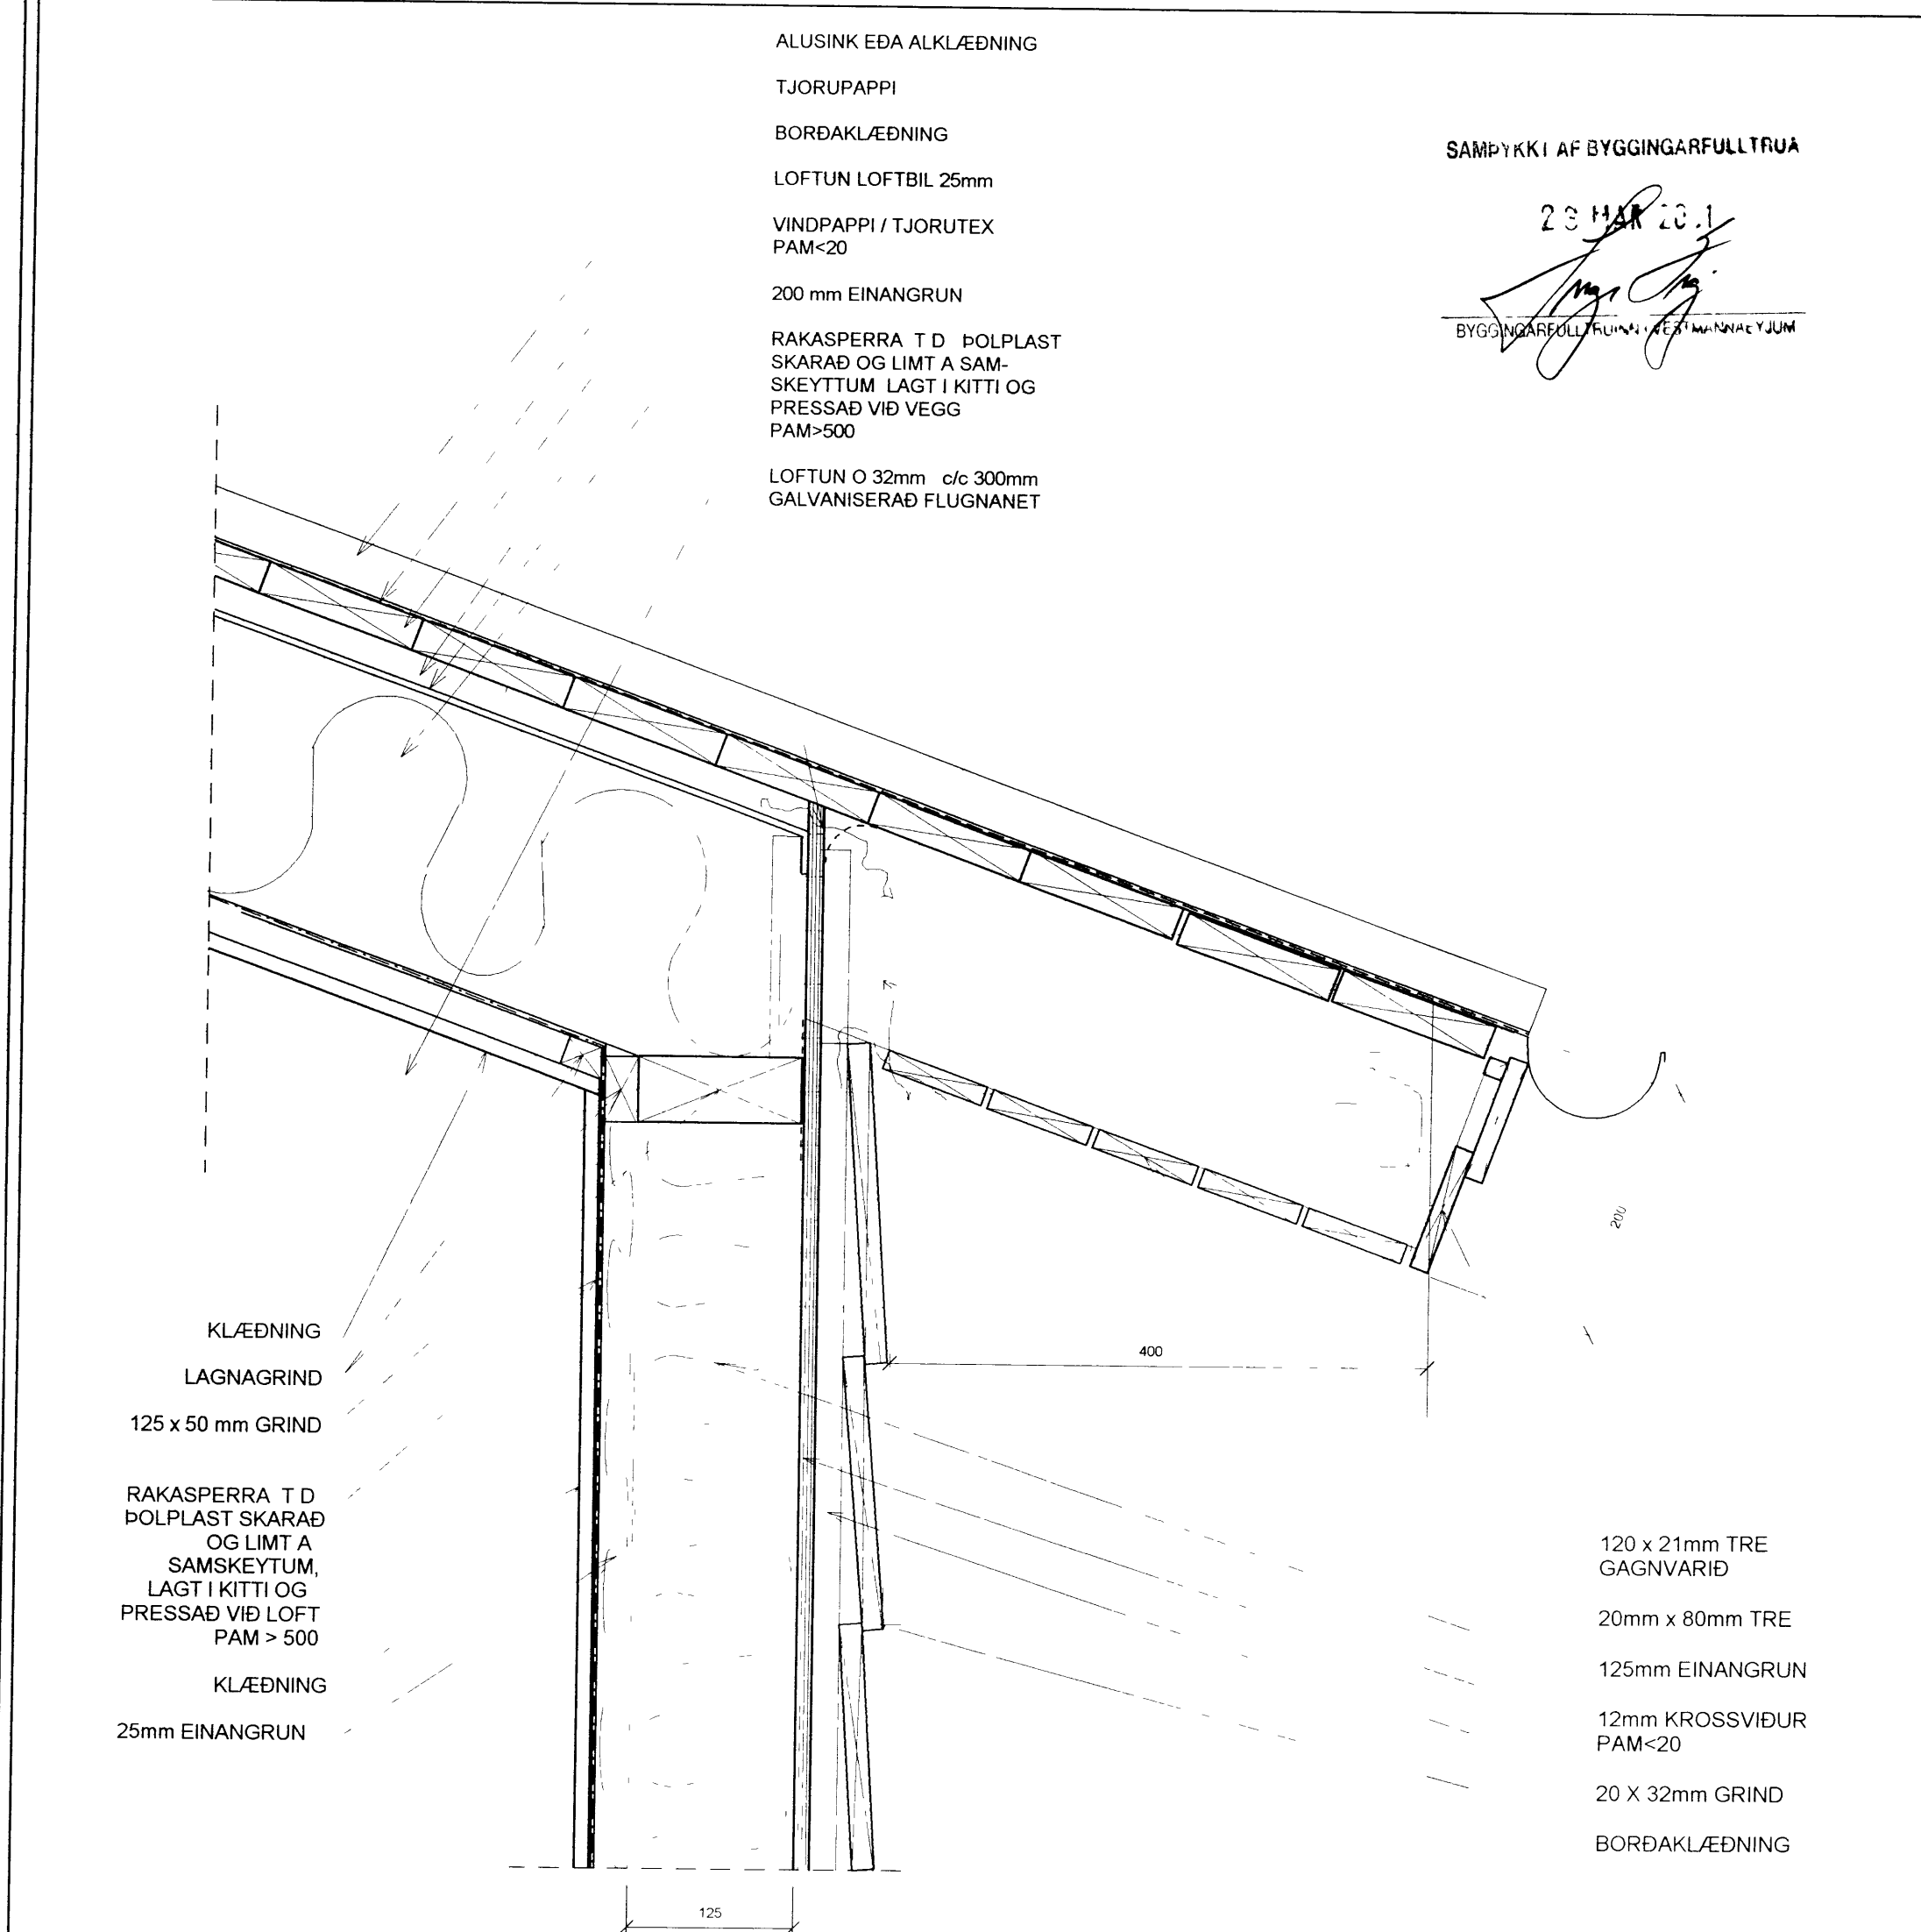 ALUSINK EÐA ALKLÆÐNING
TJORUPAPPI
BORÐAKLÆÐNING
LOFTUN LOFTBIL 25mm
VINDPAPPI / TJORUTEX
PAM<20
200 mm EINANGRUN
RAKASPERRA T D ÞOLPLAST
SKARAÐ OG LIMT A SAM-
SKEYTTUM LAGT I KITTI OG
PRESSAÐ VIÐ VEGG
PAM>500
LOFTUN O 32mm c/c 300mm
GALVANISERAÐ FLUGNANET
SAMÞYKKT AF BYGGINGARFULLTRUA
MAR
BYGGINGARFULLTRUINN I VESTMANNAEYJUM
200
400
KLÆÐNING
LAGNAGRIND
125 x 50 mm GRIND
RAKASPERRA T D
ÞOLPLAST SKARAÐ
OG LIMT A
SAMSKEYTUM,
LAGT I KITTI OG
PRESSAÐ VIÐ LOFT
PAM > 500
KLÆÐNING
25mm EINANGRUN
120 x 21mm TRE
GAGNVARIÐ
20mm x 80mm TRE
125mm EINANGRUN
12mm KROSSVIÐUR
PAM<20
20 X 32mm GRIND
BORÐAKLÆÐNING
125